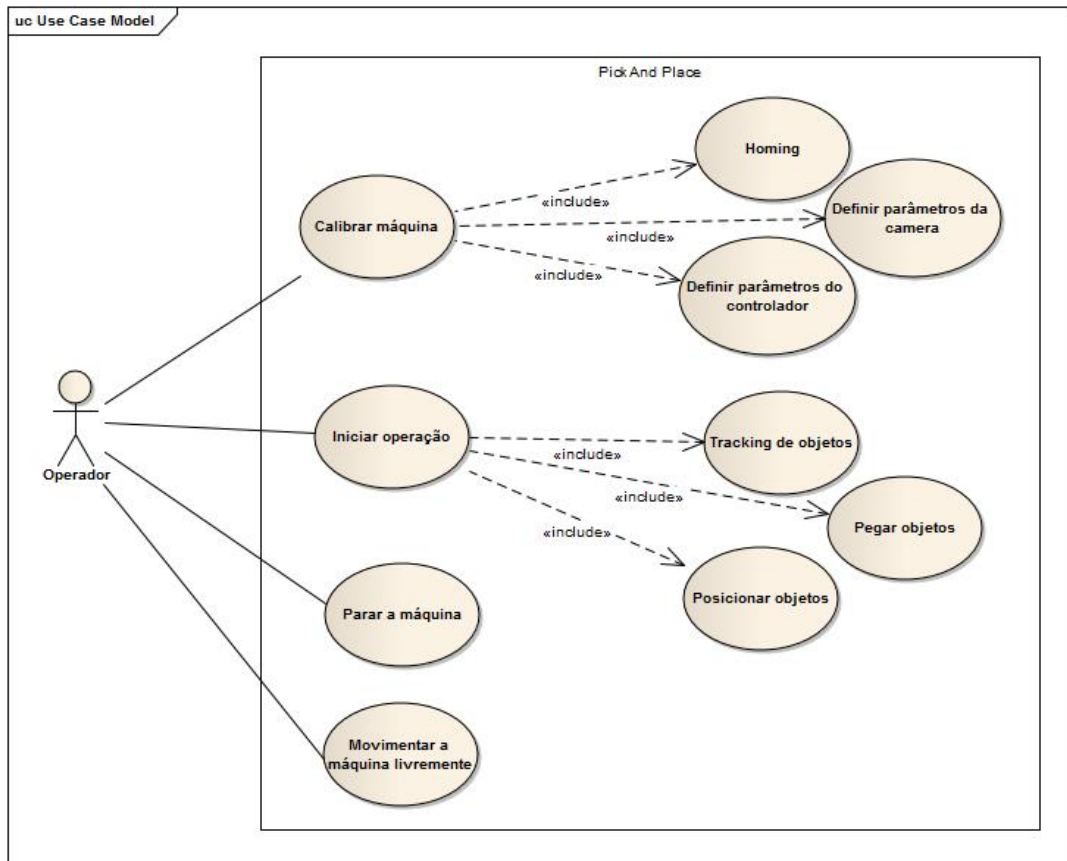 uc Use Case Model
PickAnd Place
Homing
Calibrar máquina
«include»
Definir parâmetros da
camera
«include»
«include»
Definir parâmetros do
controlador
Operador
Iniciar operação
Tracking de objetos
«include»
«include»
Pegar objetos
«include»
Posicionar objetos
Parar a máquina
Movimentar a
máquina livremente